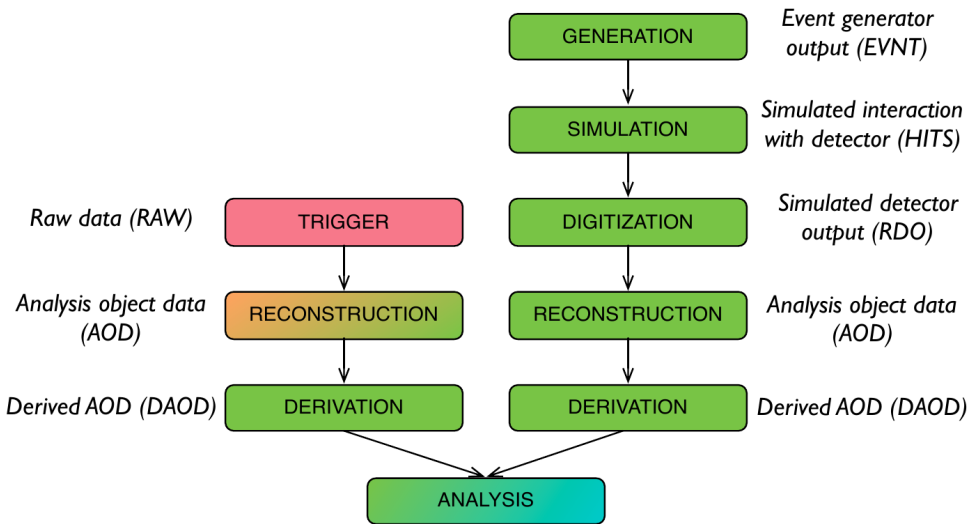 GENERATION
Event generator
output (EVNT)
SIMULATION
Simulated interaction
with detector (HITS)
Raw data (RAW)
TRIGGER
DIGITIZATION
Simulated detector
output (RDO)
Analysis object data
(AOD)
RECONSTRUCTION
RECONSTRUCTION
Analysis object data
(AOD)
Derived AOD (DAOD)
DERIVATION
DERIVATION
Derived AOD (DAOD)
ANALYSIS